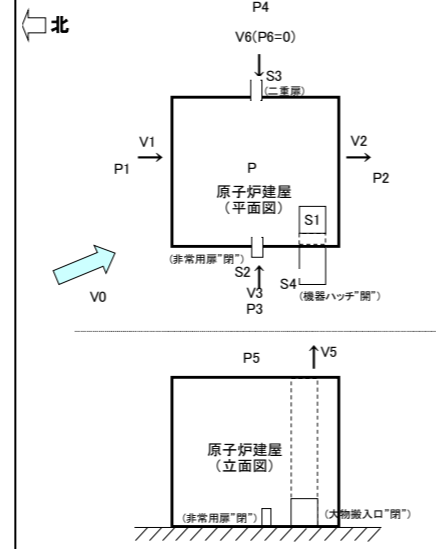 北
P4
V6(P6=0)
S3
(二重扉)
V1
P1
V2
P2
P
原子炉建屋
(平面図)
S1
(非常用扉”閉”)
S2
S4
(機器ハッチ”開”)
V3
P3
V0
P5
V5
原子炉建屋
(立面図)
(非常用扉”閉”)
(大物搬入口”閉”)